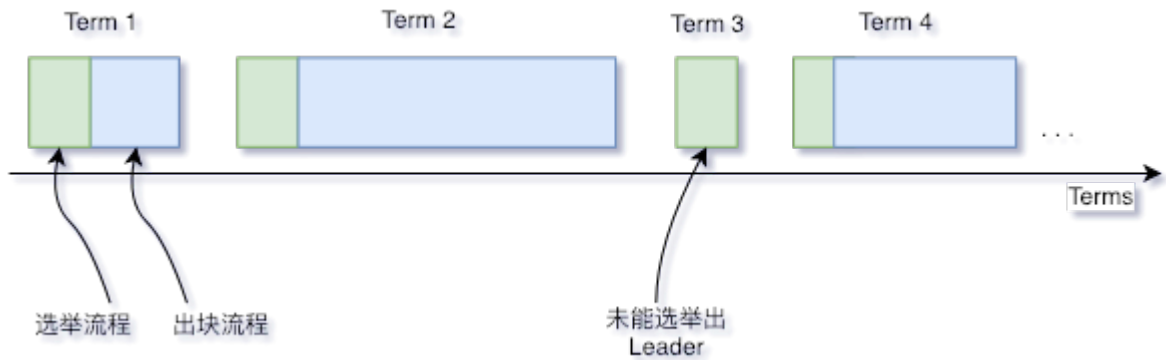 Term 1
Term 2
Term 3
Term 4
. . .
Terms
选举流程
出块流程
未能选举出
Leader